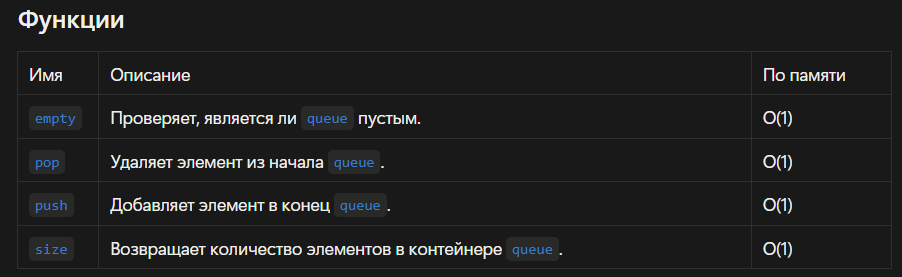 Функции
Имя Описание По памяти
empty Проверяет, является ли queue пустым. O(1)
pop Удаляет элемент из начала queue. O(1)
push Добавляет элемент в конец queue. O(1)
size Возвращает количество элементов в контейнере queue. O(1)